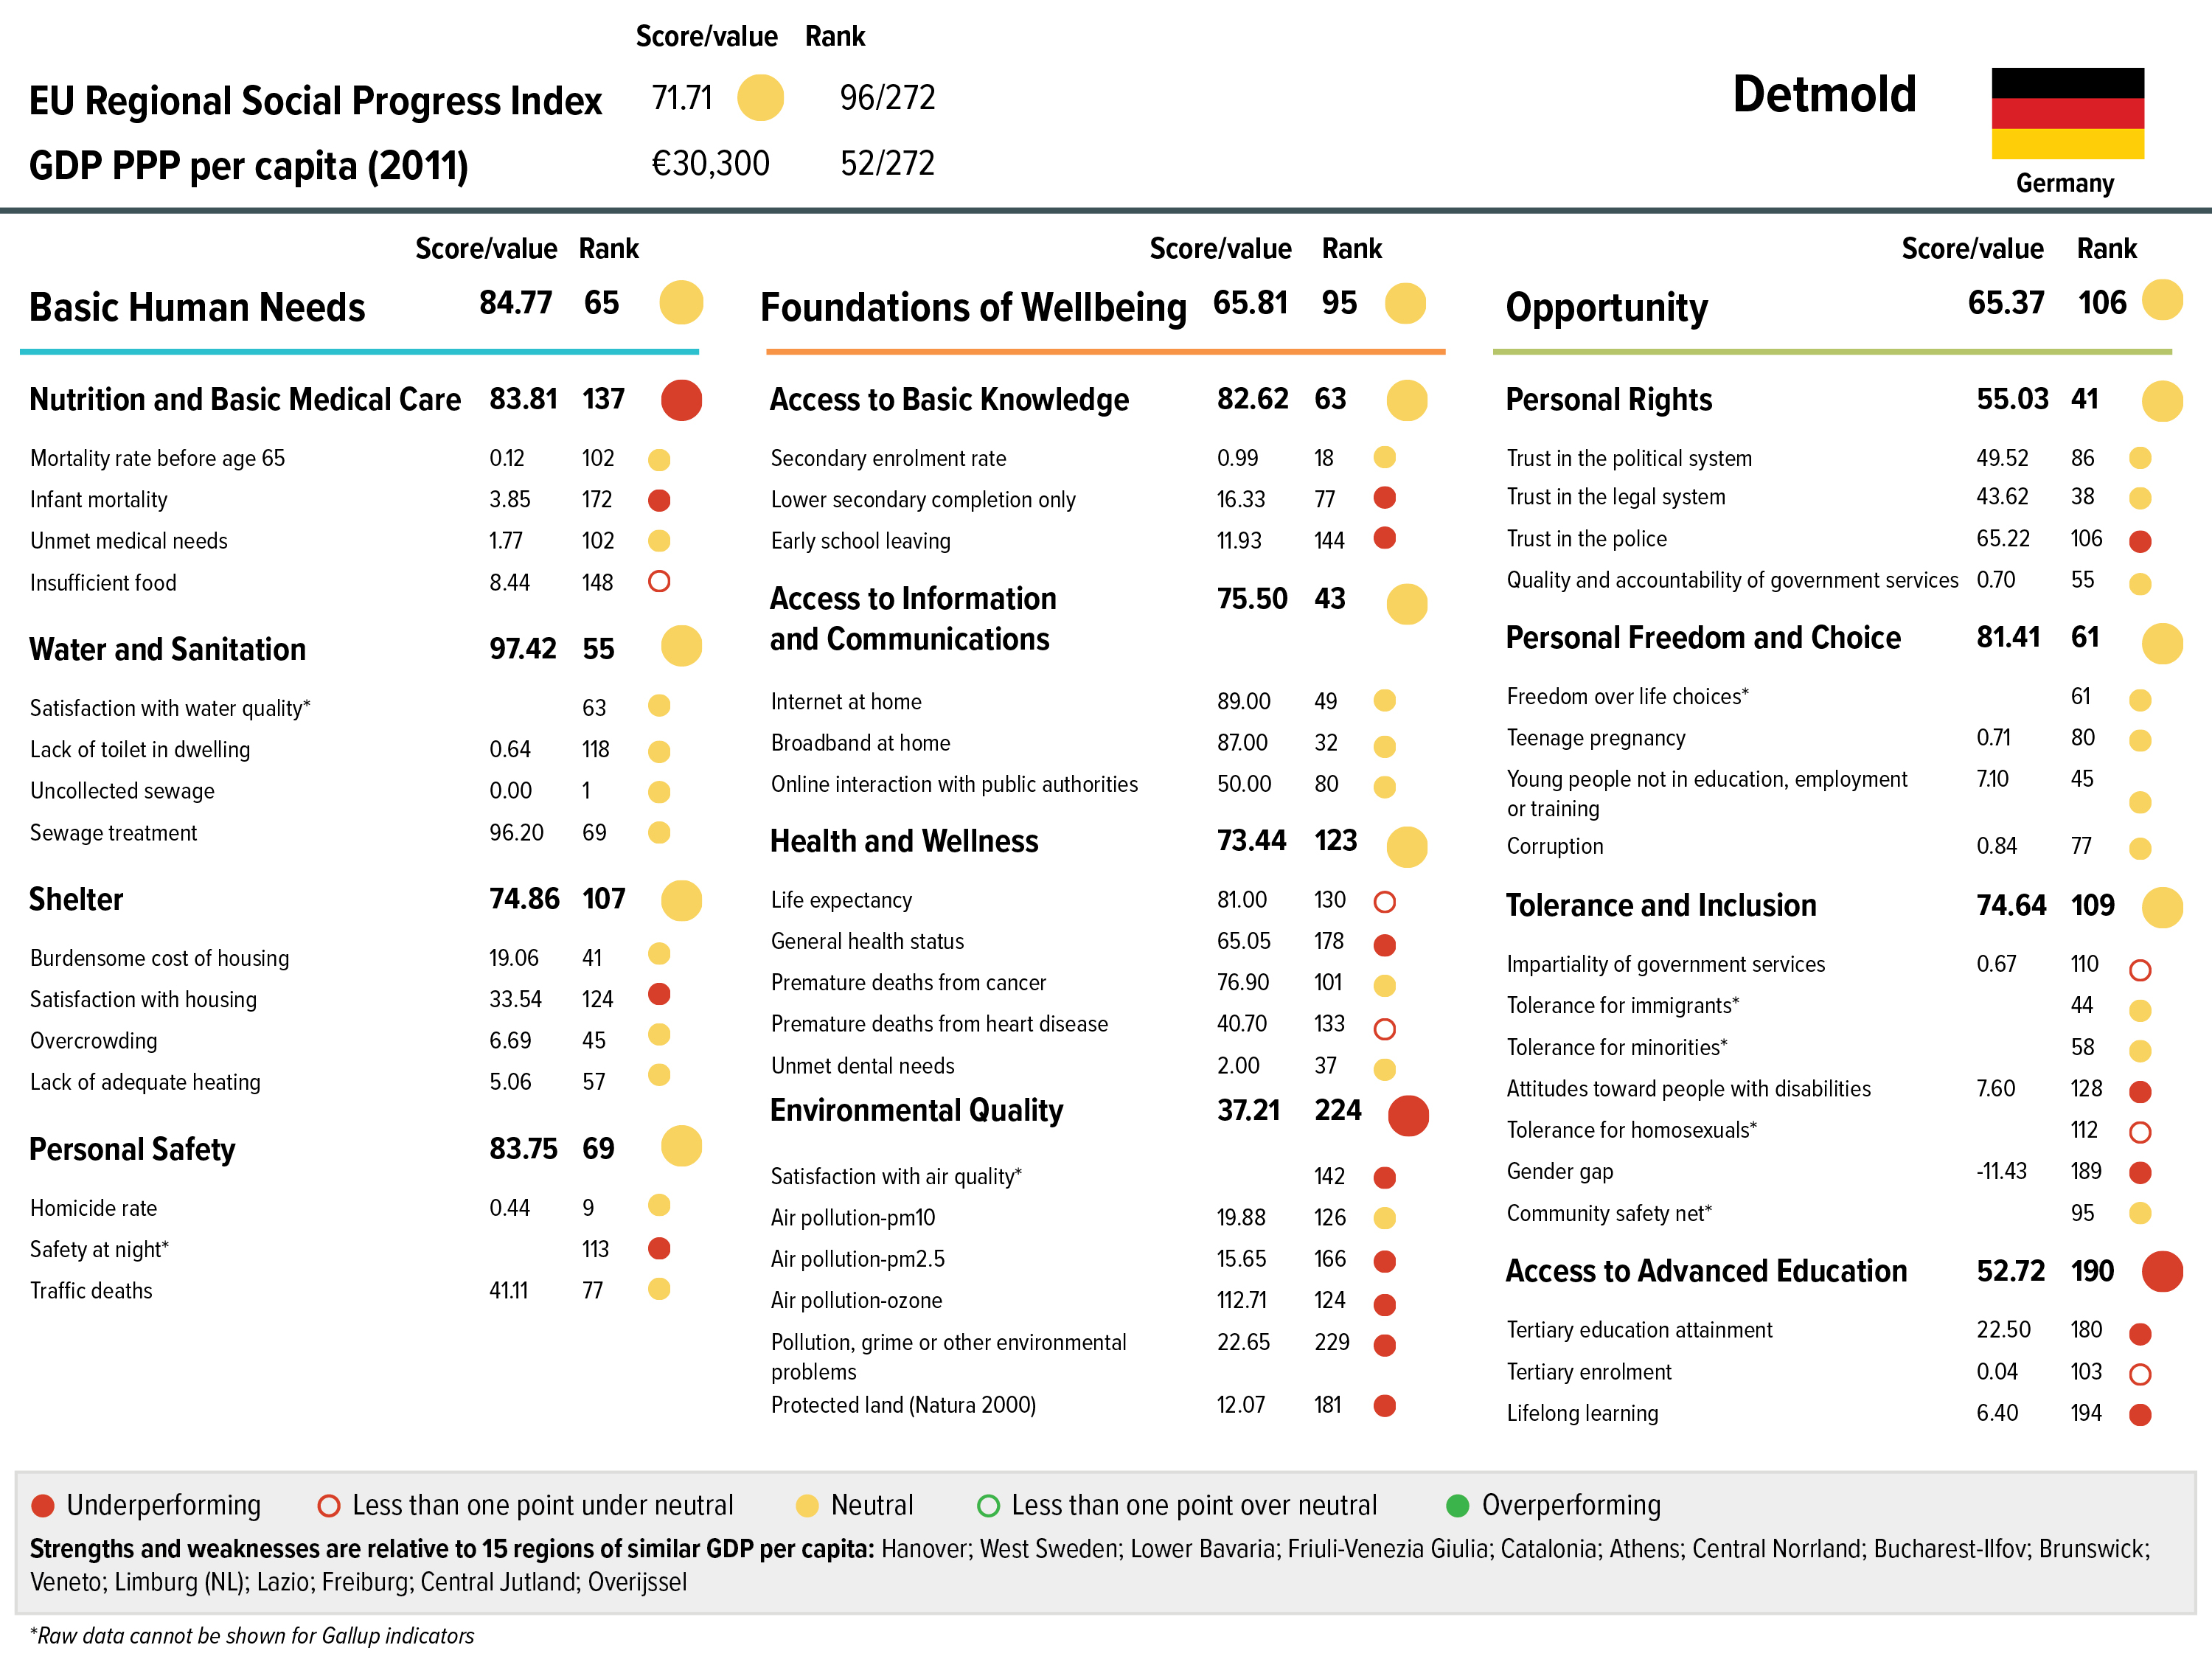 Score/value Rank
EU Regional Social Progress Index 71.71 96/272
GDP PPP per capita (2011) €30,300 52/272
Detmold
Germany
Score/value Rank
Basic Human Needs 84.77 65
Nutrition and Basic Medical Care 83.81 137
Mortality rate before age 65 0.12 102
Infant mortality 3.85 172
Unmet medical needs 1.77 102
Insufficient food 8.44 148
Water and Sanitation 97.42 55
Satisfaction with water quality* 63
Lack of toilet in dwelling 0.64 118
Uncollected sewage 0.00 1
Sewage treatment 96.20 69
Shelter 74.86 107
Burdensome cost of housing 19.06 41
Satisfaction with housing 33.54 124
Overcrowding 6.69 45
Lack of adequate heating 5.06 57
Personal Safety 83.75 69
Homicide rate 0.44 9
Safety at night* 113
Traffic deaths 41.11 77
Score/value Rank
Foundations of Wellbeing 65.81 95
Access to Basic Knowledge 82.62 63
Secondary enrolment rate 0.99 18
Lower secondary completion only 16.33 77
Early school leaving 11.93 144
Access to Information 75.50 43
and Communications
Internet at home 89.00 49
Broadband at home 87.00 32
Online interaction with public authorities 50.00 80
Health and Wellness 73.44 123
Life expectancy 81.00 130
General health status 65.05 178
Premature deaths from cancer 76.90 101
Premature deaths from heart disease 40.70 133
Unmet dental needs 2.00 37
Environmental Quality 37.21 224
Satisfaction with air quality* 142
Air pollution-pm10 19.88 126
Air pollution-pm2.5 15.65 166
Air pollution-ozone 112.71 124
Pollution, grime or other environmental 22.65 229
problems
Protected land (Natura 2000) 12.07 181
Score/value Rank
Opportunity 65.37 106
Personal Rights 55.03 41
Trust in the political system 49.52 86
Trust in the legal system 43.62 38
Trust in the police 65.22 106
Quality and accountability of government services 0.70 55
Personal Freedom and Choice 81.41 61
Freedom over life choices* 61
Teenage pregnancy 0.71 80
Young people not in education, employment 7.10 45
or training
Corruption 0.84 77
Tolerance and Inclusion 74.64 109
Impartiality of government services 0.67 110
Tolerance for immigrants* 44
Tolerance for minorities* 58
Attitudes toward people with disabilities 7.60 128
Tolerance for homosexuals* 112
Gender gap -11.43 189
Community safety net* 95
Access to Advanced Education 52.72 190
Tertiary education attainment 22.50 180
Tertiary enrolment 0.04 103
Lifelong learning 6.40 194
Underperforming Less than one point under neutral Neutral Less than one point over neutral Overperforming
Strengths and weaknesses are relative to 15 regions of similar GDP per capita: Hanover; West Sweden; Lower Bavaria; Friuli-Venezia Giulia; Catalonia; Athens; Central Norrland; Bucharest-Ilfov; Brunswick;
Veneto; Limburg (NL); Lazio; Freiburg; Central Jutland; Overijssel
*Raw data cannot be shown for Gallup indicators